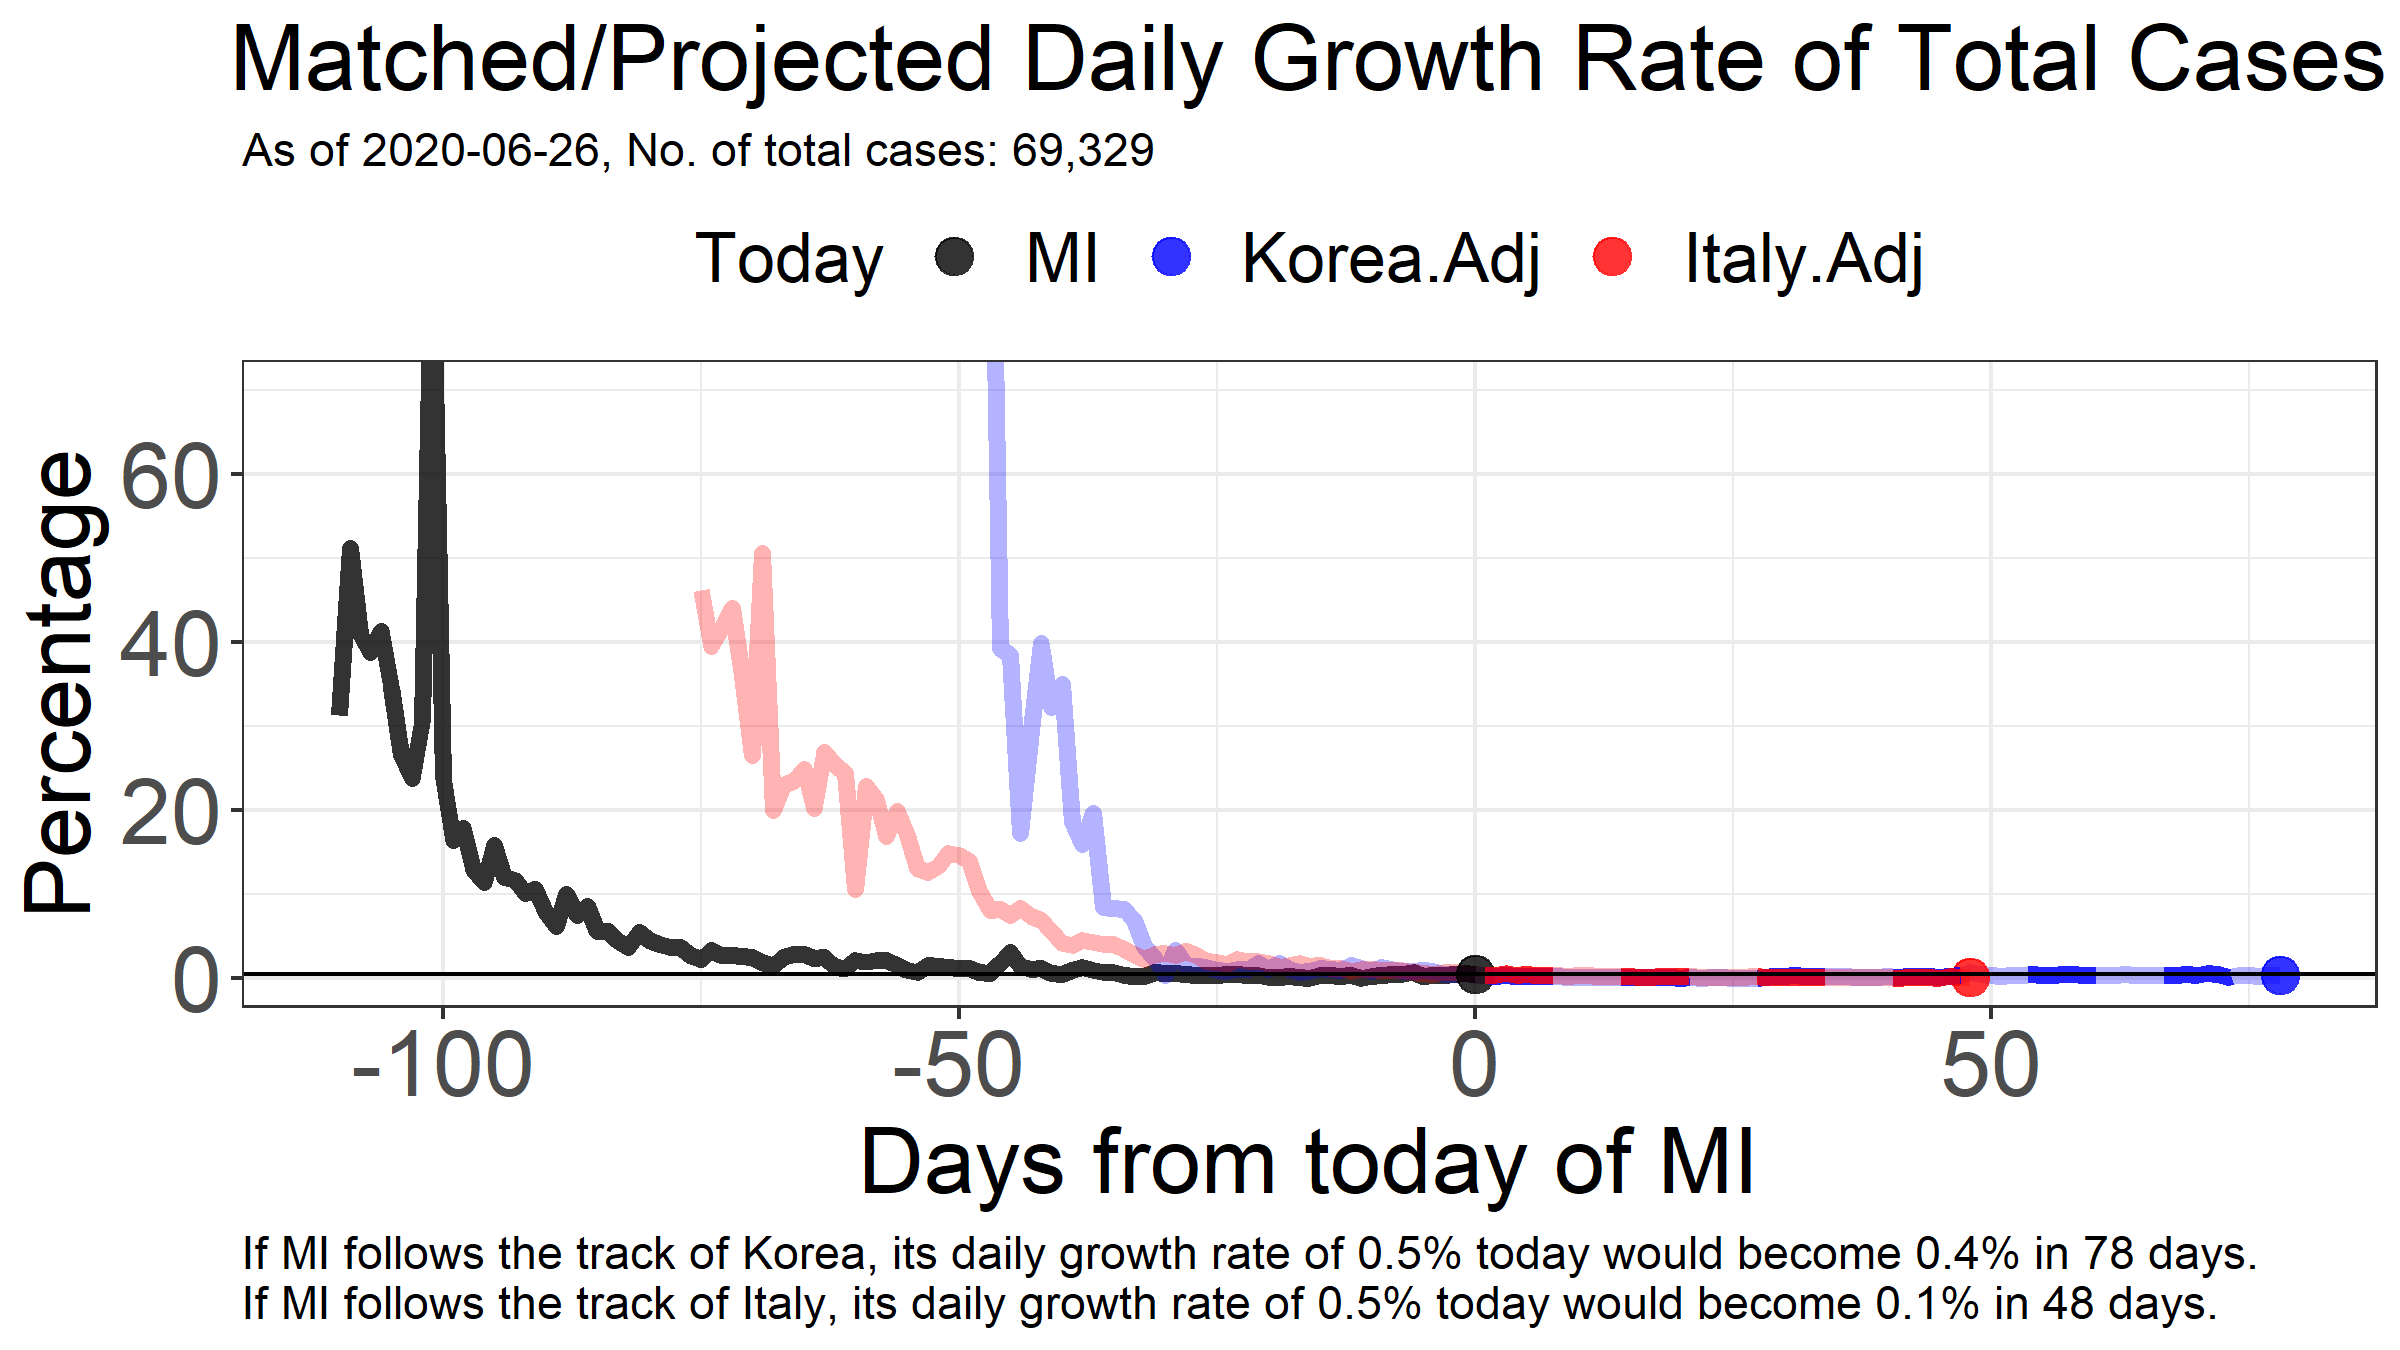 Matched/Projected Daily Growth Rate of Total Cases
As of 2020-06-26, No. of total cases: 69,329
Today MI Korea.Adj Italy.Adj
Percentage
60
40
20
0
-100 -50 0 50
Days from today of MI
If MI follows the track of Korea, its daily growth rate of 0.5% today would become 0.4% in 78 days.
If MI follows the track of Italy, its daily growth rate of 0.5% today would become 0.1% in 48 days.